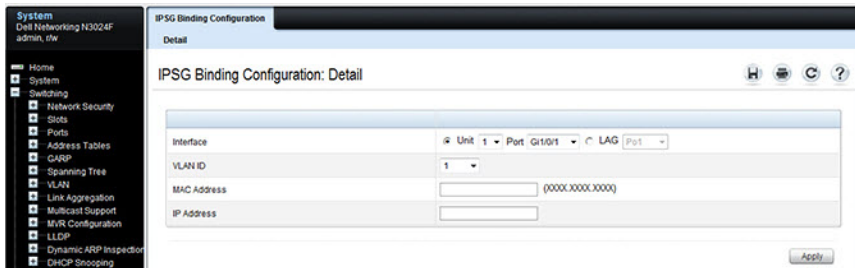 System
Dell Networking N3024F
admin, r/w
Home
System
Switching
Network Security
Slots
Ports
Address Tables
GARP
Spanning Tree
VLAN
Link Aggregation
Multicast Support
MVR Configuration
LLDP
Dynamic ARP Inspection
DHCP Snooping
IPSG Binding Configuration
Detail
IPSG Binding Configuration: Detail
Interface Unit 1 Port Gi1/0/1 LAG Po1
VLAN ID 1
MAC Address (XXXX.XXXX.XXXX)
IP Address
Apply